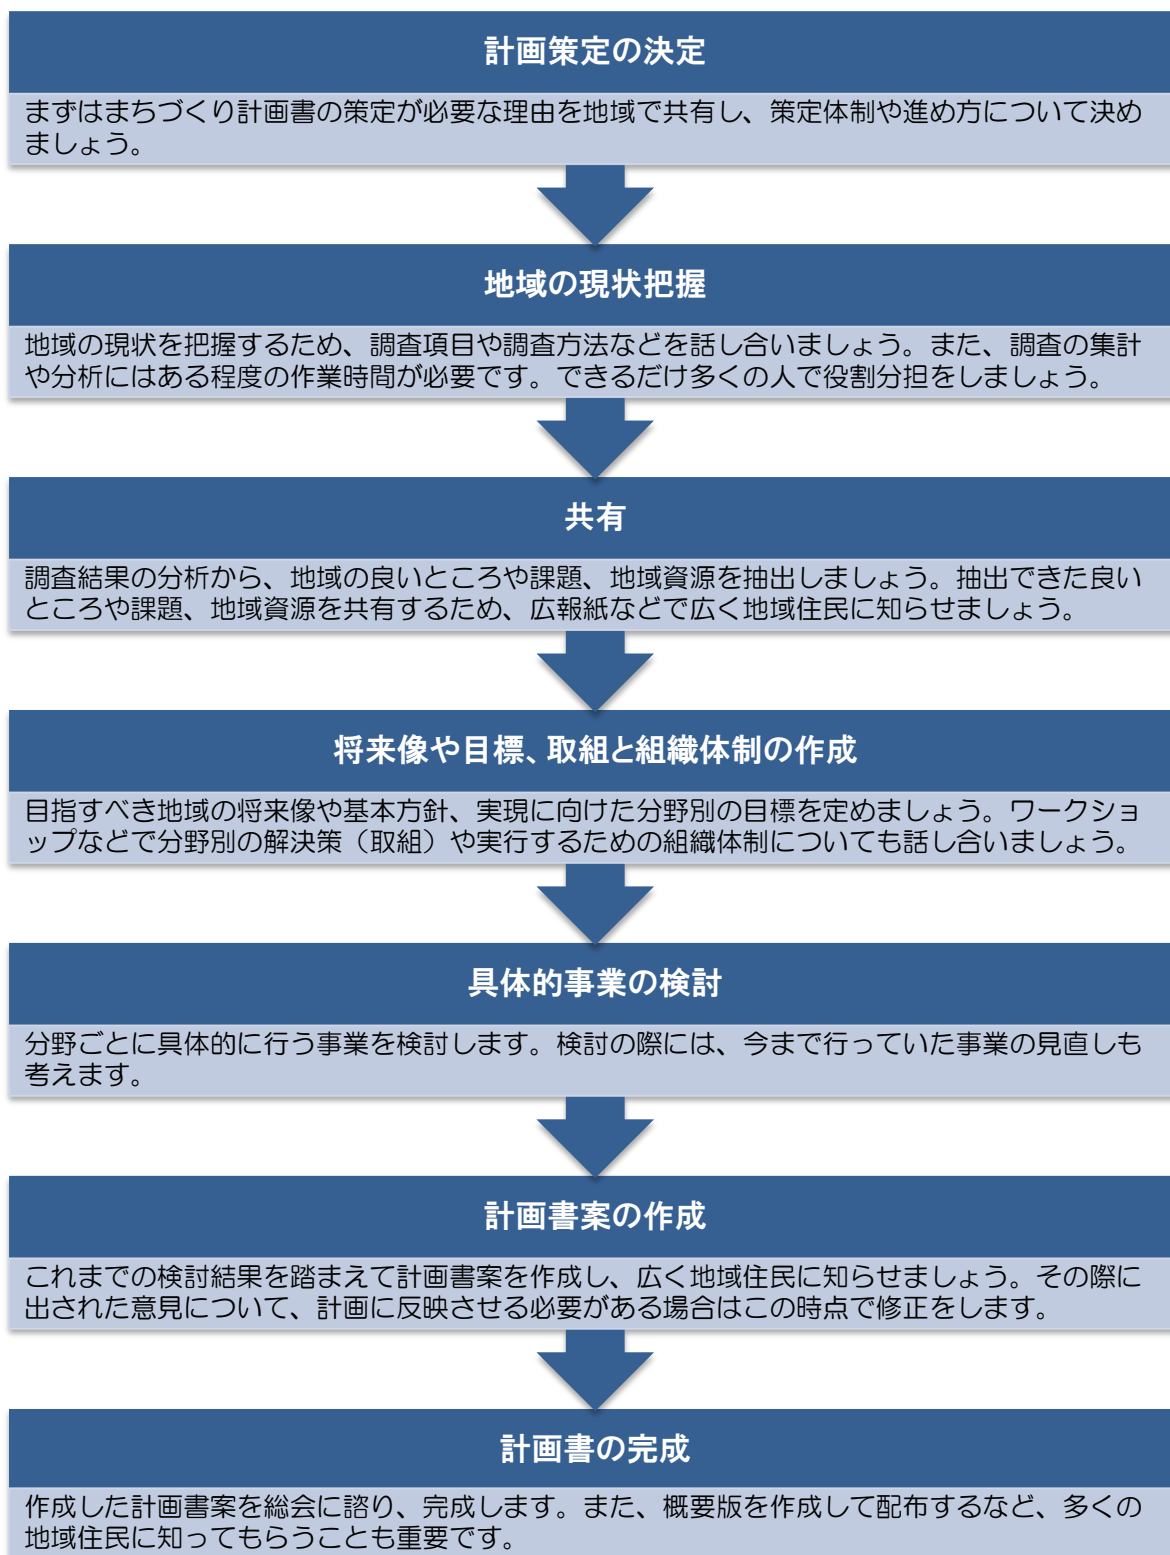 計画策定の決定
まずはまちづくり計画書の策定が必要な理由を地域で共有し、策定体制や進め方について決め
ましょう。
地域の現状把握
地域の現状を把握するため、調査項目や調査方法などを話し合いましょう。また、調査の集計
や分析にはある程度の作業時間が必要です。できるだけ多くの人で役割分担をしましょう。
共有
調査結果の分析から、地域の良いところや課題、地域資源を抽出しましょう。抽出できた良い
ところや課題、地域資源を共有するため、広報紙などで広く地域住民に知らせましょう。
将来像や目標、取組と組織体制の作成
目指すべき地域の将来像や基本方針、実現に向けた分野別の目標を定めましょう。ワークショ
ップなどで分野別の解決策（取組）や実行するための組織体制についても話し合いましょう。
具体的事業の検討
分野ごとに具体的に行う事業を検討します。検討の際には、今まで行っていた事業の見直しも
考えます。
計画書案の作成
これまでの検討結果を踏まえて計画書案を作成し、広く地域住民に知らせましょう。その際に
出された意見について、計画に反映させる必要がある場合はこの時点で修正をします。
計画書の完成
作成した計画書案を総会に諮り、完成します。また、概要版を作成して配布するなど、多くの
地域住民に知ってもらうことも重要です。